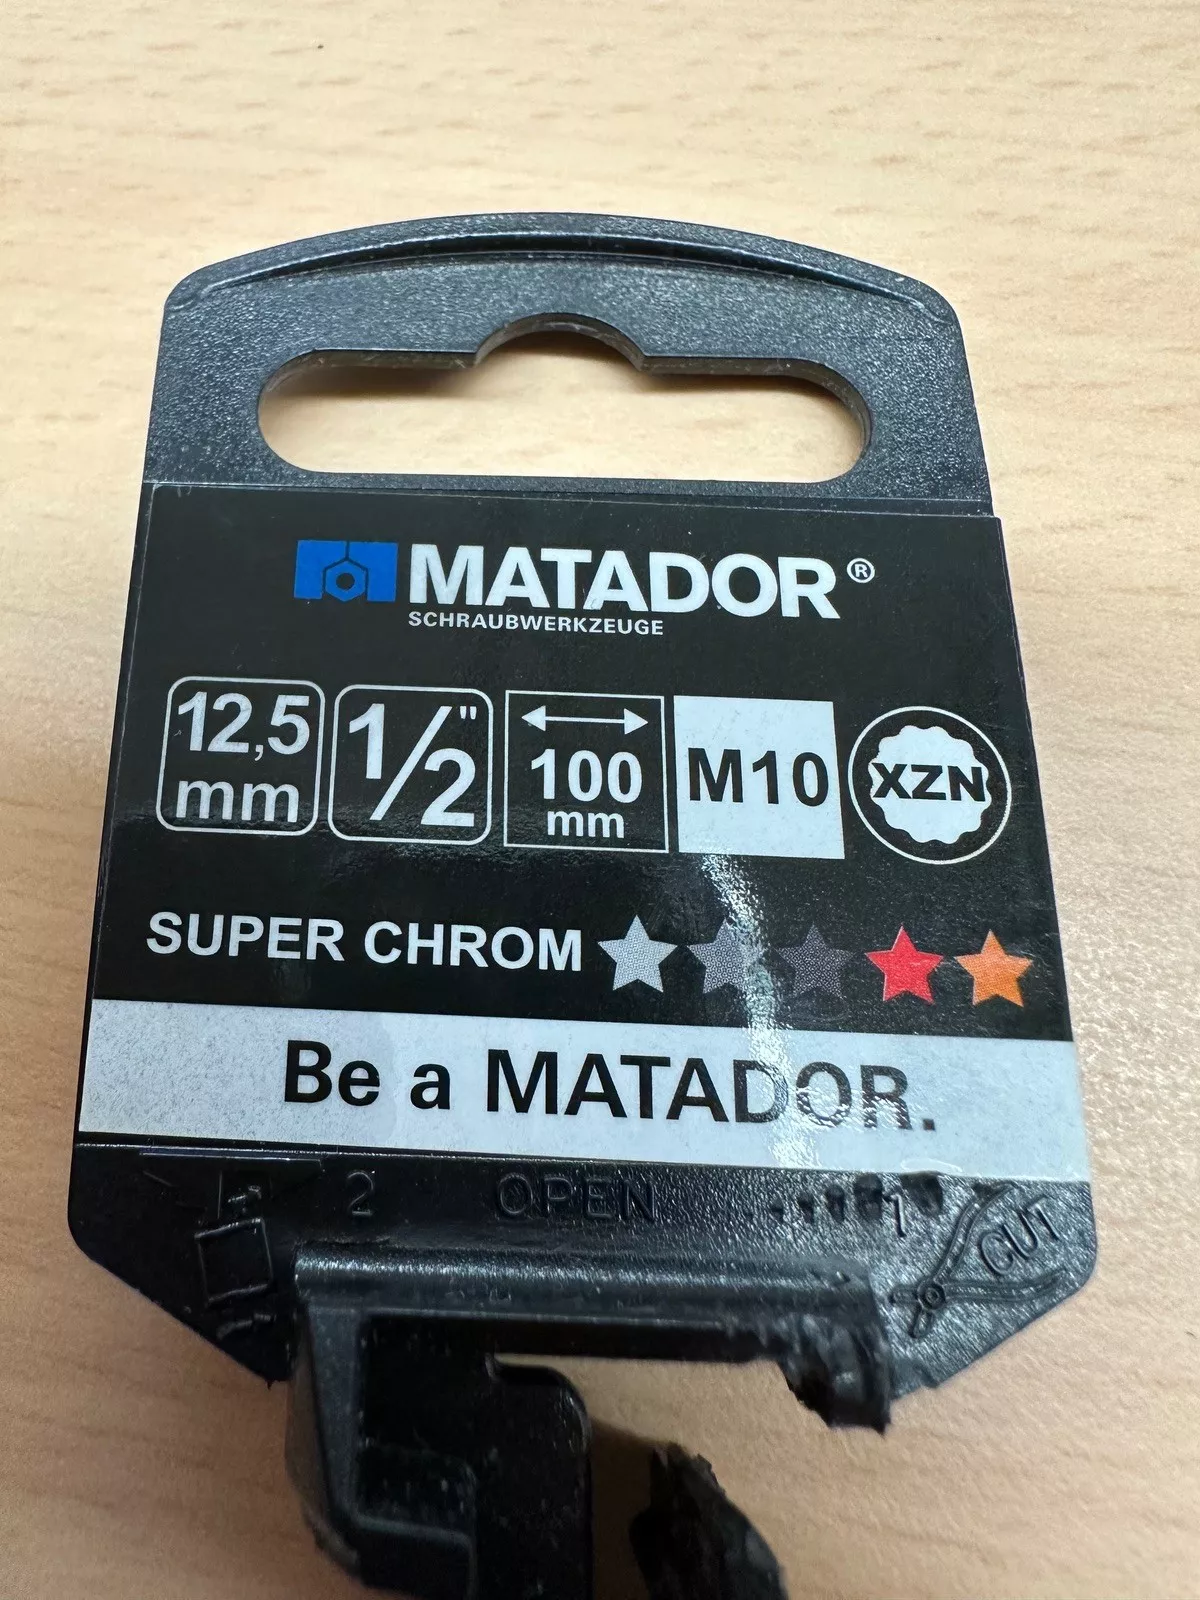 MATADOR®
SCHRAUBWERKZEUGE
12,5 mm
1/2"
100 mm
M10
XZN
SUPER CHROM
Be a MATADOR.
2 OPEN 1
CUT